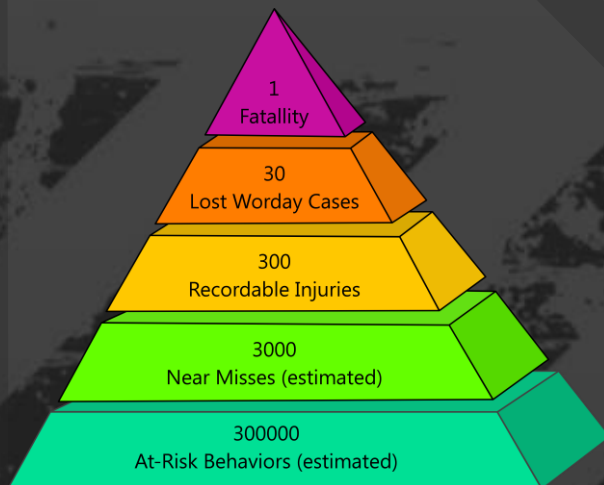 1
Fatallity
30
Lost Worday Cases
300
Recordable Injuries
3000
Near Misses (estimated)
300000
At-Risk Behaviors (estimated)